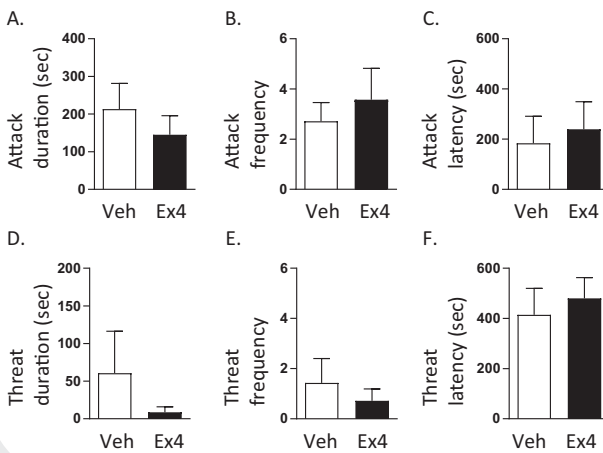 A.
Attack
duration (sec)
400
300
200
100
0
Veh Ex4
B.
Attack
frequency
6
4
2
0
Veh Ex4
C.
Attack
latency (sec)
600
400
200
0
Veh Ex4
D.
Threat
duration (sec)
200
150
100
50
0
Veh Ex4
E.
Threat
frequency
6
4
2
0
Veh Ex4
F.
Threat
latency (sec)
600
400
200
0
Veh Ex4